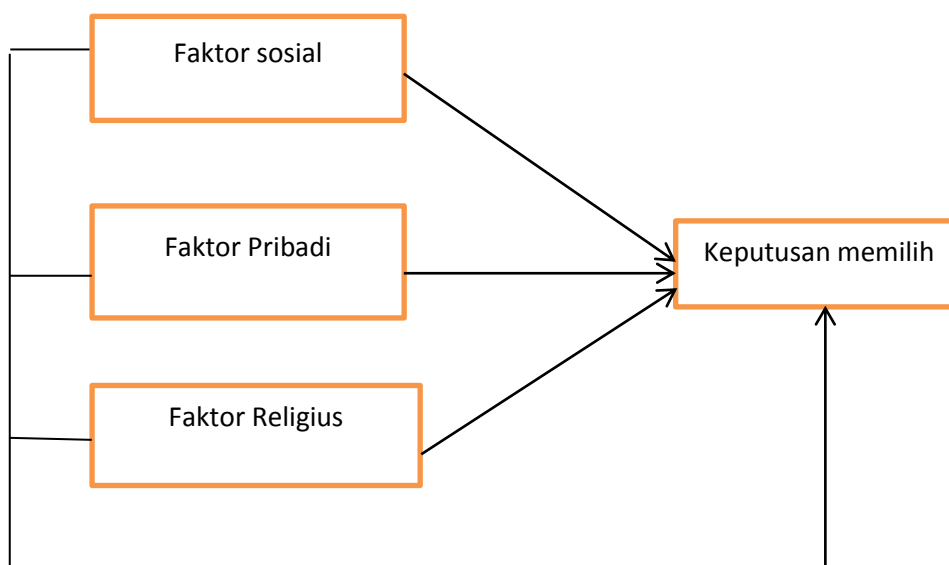 Faktor sosial
Faktor Pribadi
Keputusan memilih
Faktor Religius